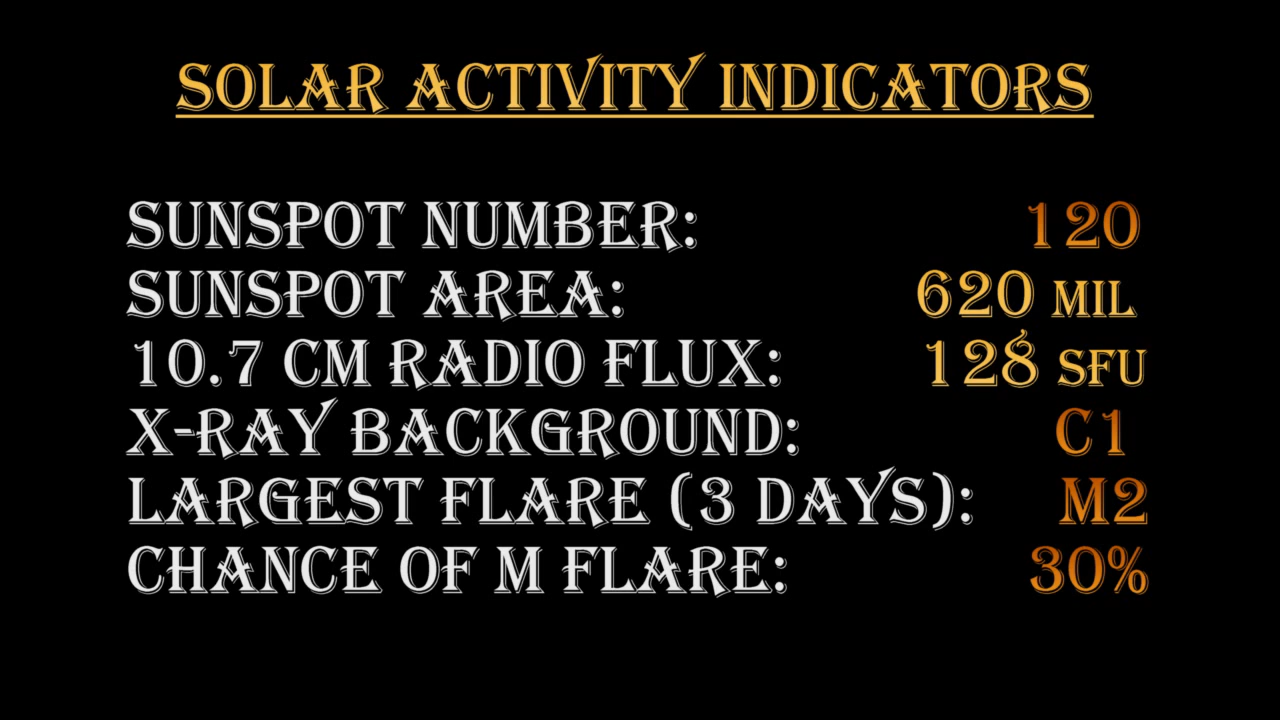 SOLAR ACTIVITY INDICATORS
SUNSPOT NUMBER: 120
SUNSPOT AREA: 620 MIL
10.7 CM RADIO FLUX: 128 SFU
X-RAY BACKGROUND: C1
LARGEST FLARE (3 DAYS): M2
CHANCE OF M FLARE: 30%